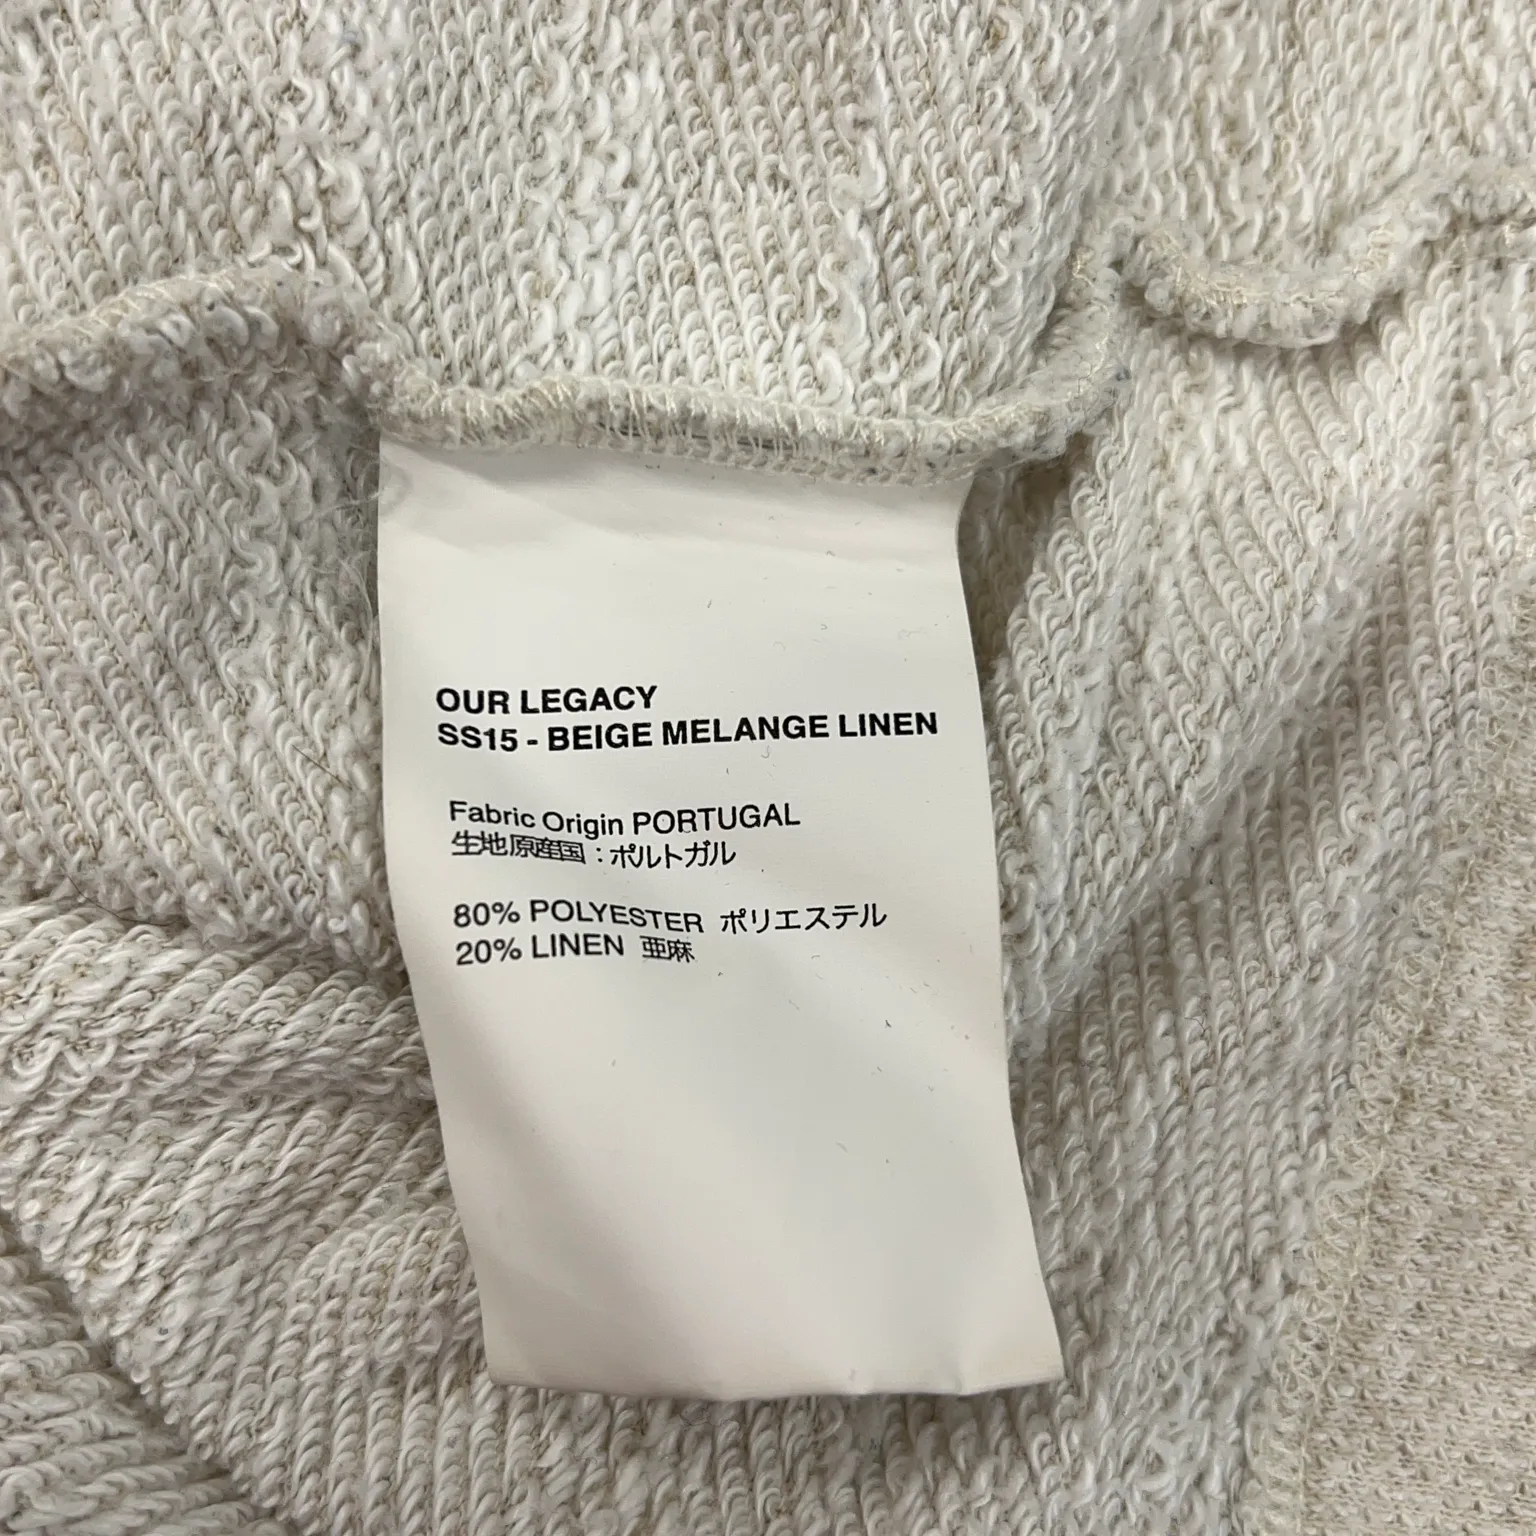 OUR LEGACY
SS15 - BEIGE MELANGE LINEN
Fabric Origin PORTUGAL
生地原産国：ポルトガル
80% POLYESTER ポリエステル
20% LINEN 亜麻